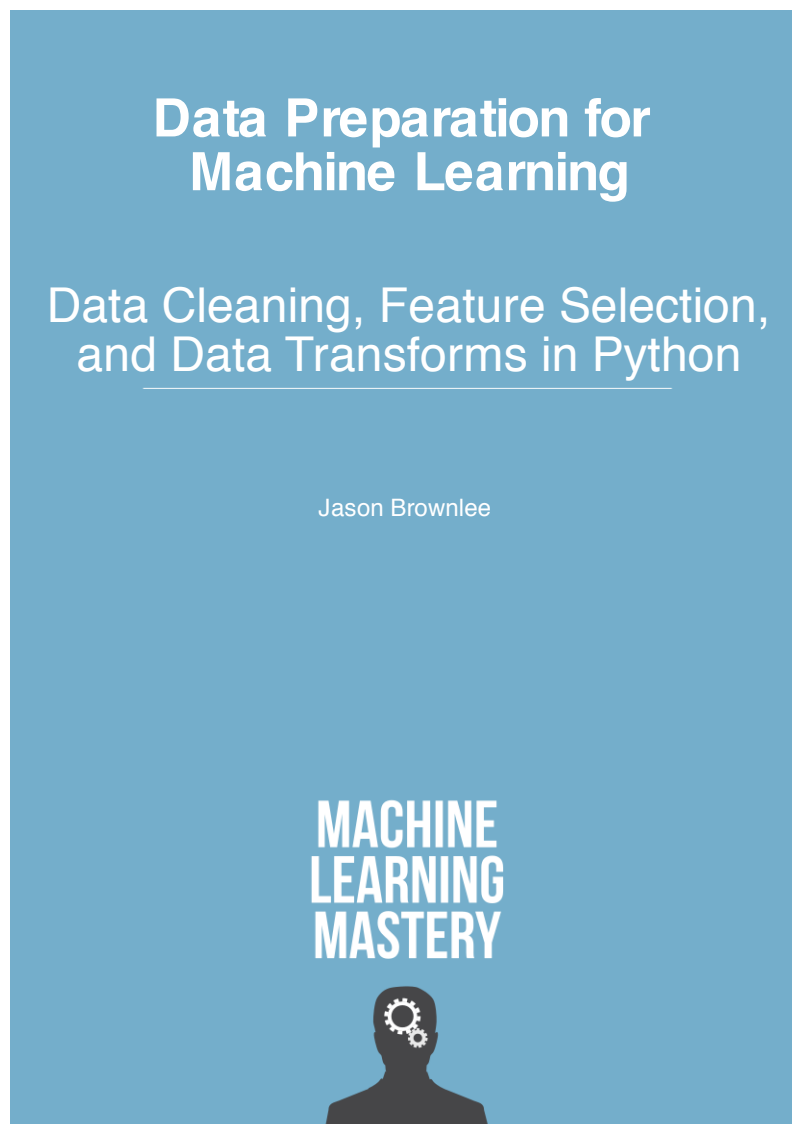 Data Preparation for
Machine Learning
Data Cleaning, Feature Selection,
and Data Transforms in Python
Jason Brownlee
MACHINE
LEARNING
MASTERY